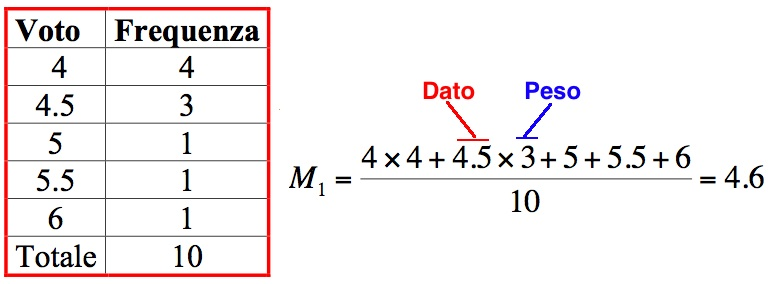 Voto Frequenza
4 4
4.5 3
5 1
5.5 1
6 1
Totale 10
Dato Peso
M₁ = (4 × 4 + 4.5 × 3 + 5 + 5.5 + 6) / 10 = 4.6